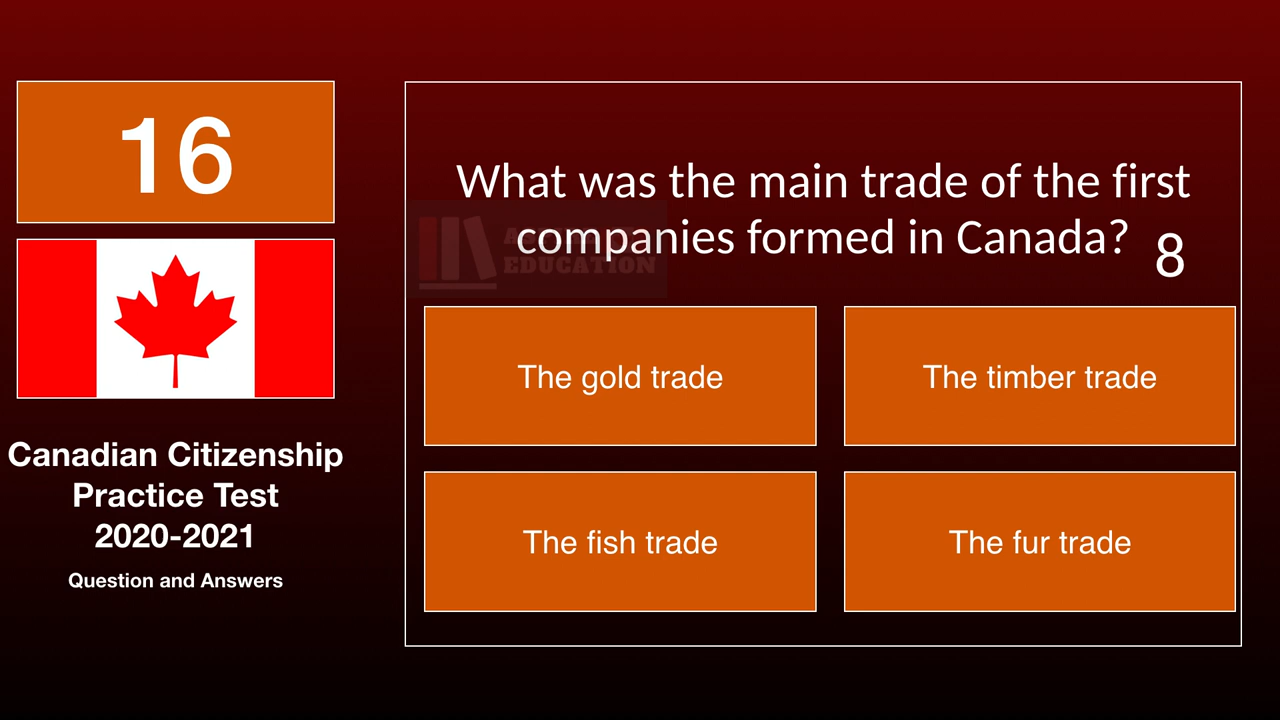 16
Canadian Citizenship
Practice Test
2020-2021
Question and Answers
What was the main trade of the first
companies formed in Canada?
8
EDUCATION
The gold trade
The timber trade
The fish trade
The fur trade